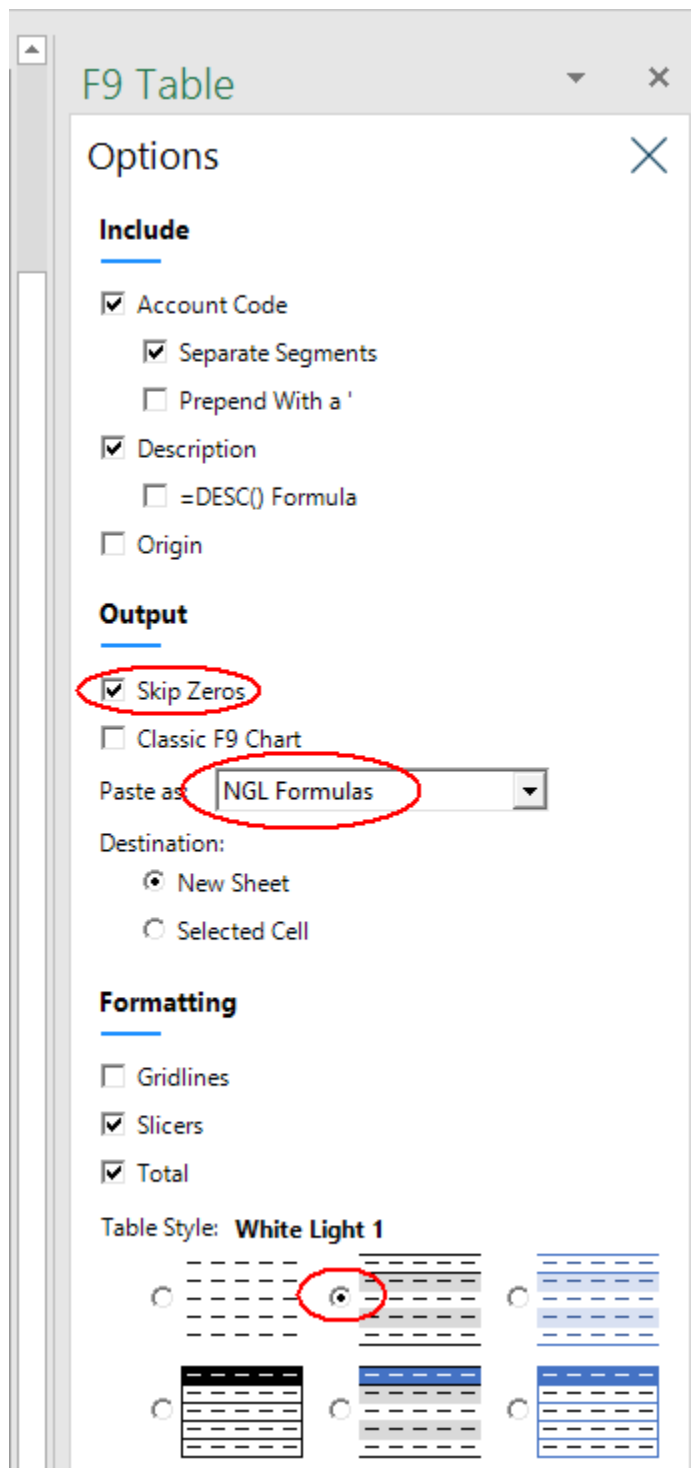 F9 Table
Options
Include
Account Code
Separate Segments
Prepend With a '
Description
=DESC() Formula
Origin
Output
Skip Zeros
Classic F9 Chart
Paste as: NGL Formulas
Destination:
New Sheet
Selected Cell
Formatting
Gridlines
Slicers
Total
Table Style: White Light 1